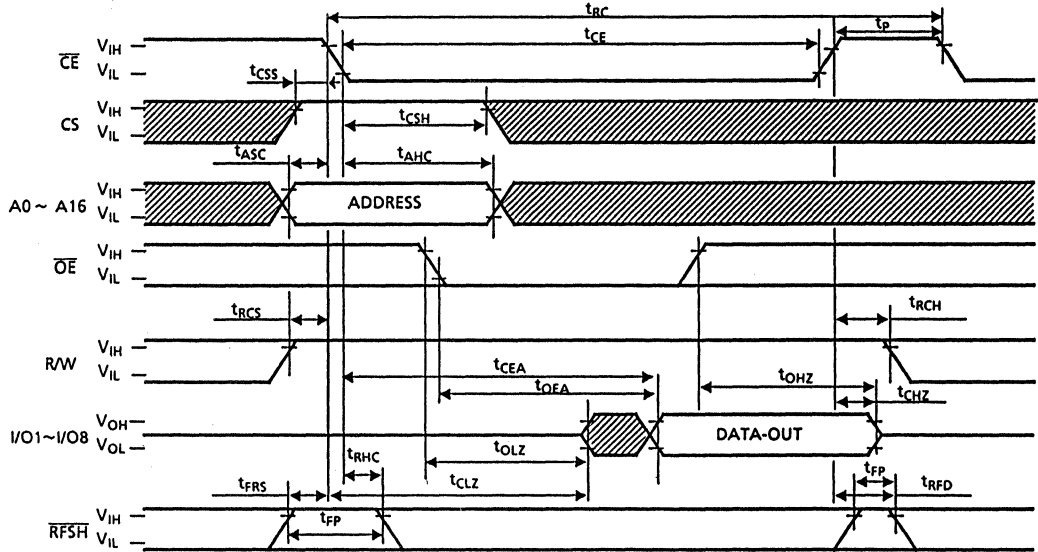 tRC
tCE
tP
CE
VIH
VIL
tCSS
CS
VIH
VIL
tCSH
tASC
tAHC
A0 ~ A16
VIH
VIL
ADDRESS
OE
VIH
VIL
tRCS
tRCH
R/W
VIH
VIL
tCEA
tOEA
tOHZ
tCHZ
I/O1~I/O8
VOH
VOL
DATA-OUT
tOLZ
tRHC
tCLZ
tFRS
tFP
tFP
tRFD
RFSH
VIH
VIL